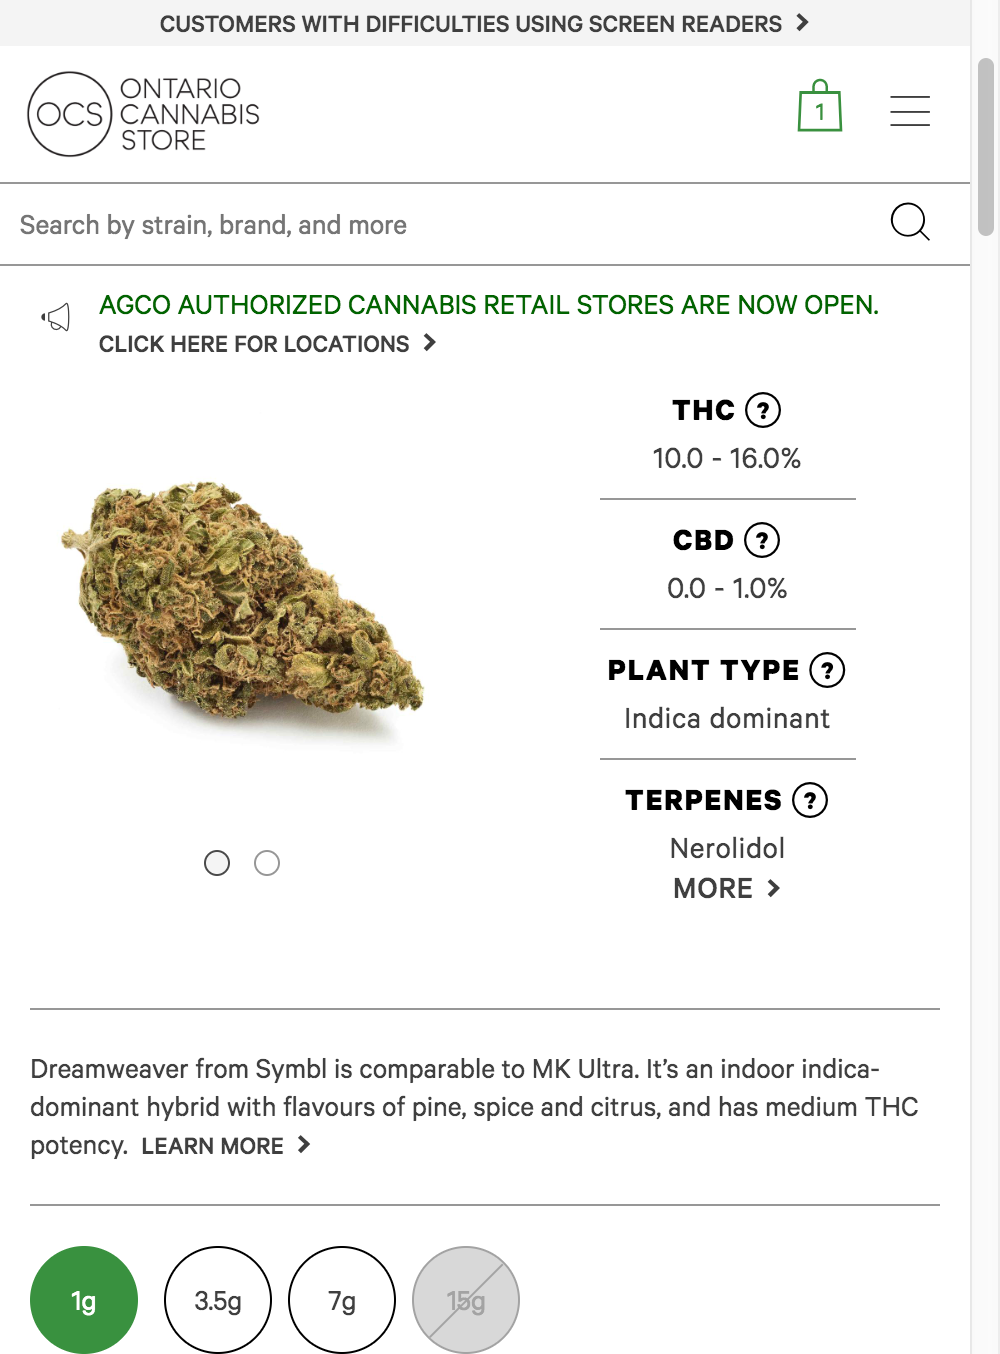 CUSTOMERS WITH DIFFICULTIES USING SCREEN READERS
OCS
ONTARIO
CANNABIS
STORE
1
Search by strain, brand, and more
AGCO AUTHORIZED CANNABIS RETAIL STORES ARE NOW OPEN.
CLICK HERE FOR LOCATIONS
THC ?
10.0 - 16.0%
CBD ?
0.0 - 1.0%
PLANT TYPE ?
Indica dominant
TERPENES ?
Nerolidol
MORE
Dreamweaver from Symbl is comparable to MK Ultra. It’s an indoor indica-
dominant hybrid with flavours of pine, spice and citrus, and has medium THC
potency. LEARN MORE
1g 3.5g 7g 15g